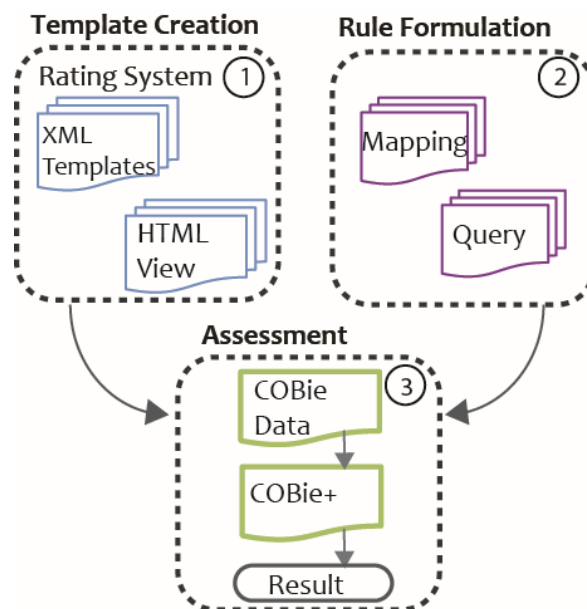 Template Creation
Rating System
1
XML
Templates
HTML
View
Rule Formulation
2
Mapping
Query
Assessment
3
COBie
Data
COBie+
Result